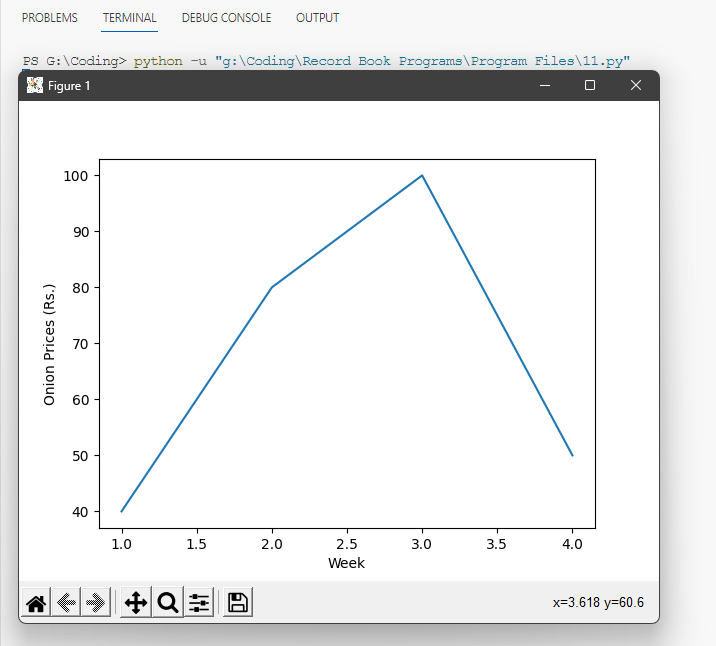 PROBLEMS TERMINAL DEBUG CONSOLE OUTPUT
PS G:\Coding> python -u "g:\Coding\Record Book Programs\Program Files\11.py"
Figure 1
100
90
80
70
60
50
40
Onion Prices (Rs.)
1.0 1.5 2.0 2.5 3.0 3.5 4.0
Week
x=3.618 y=60.6